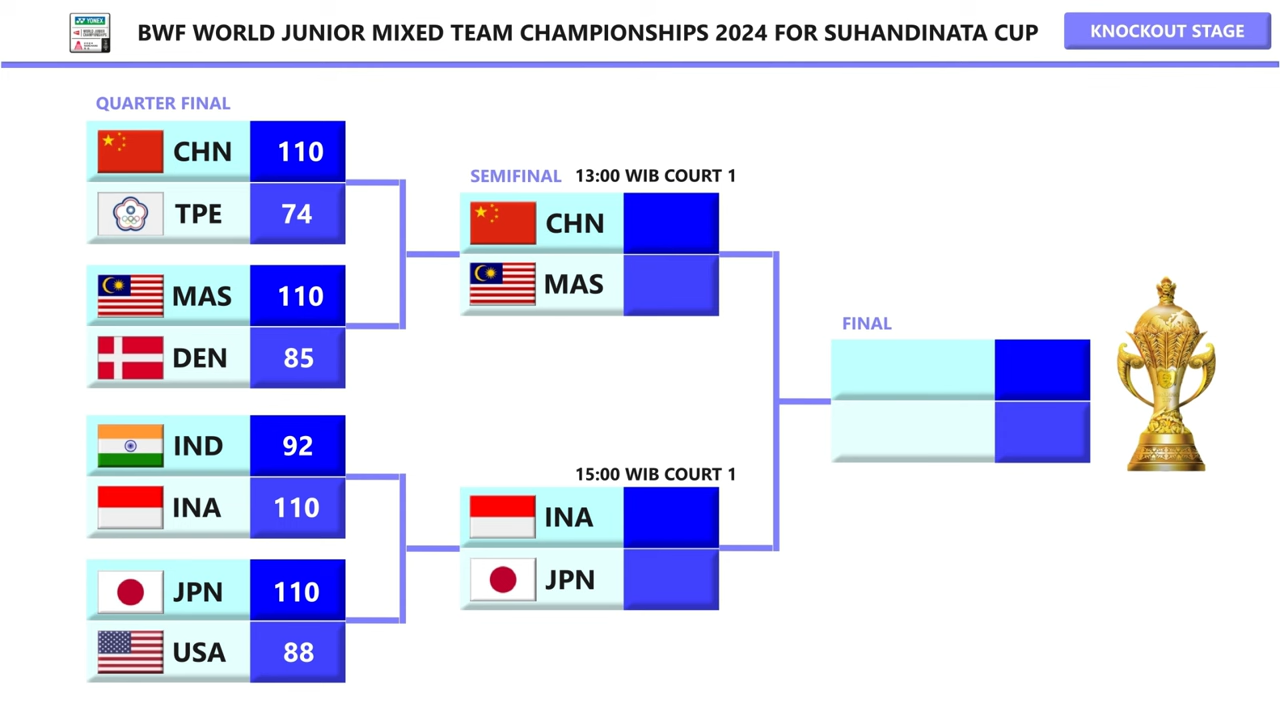 YONEX
BWF WORLD JUNIOR MIXED TEAM CHAMPIONSHIPS 2024 FOR SUHANDINATA CUP
KNOCKOUT STAGE
QUARTER FINAL
CHN 110
TPE 74
MAS 110
DEN 85
IND 92
INA 110
JPN 110
USA 88
SEMIFINAL 13:00 WIB COURT 1
CHN
MAS
15:00 WIB COURT 1
INA
JPN
FINAL